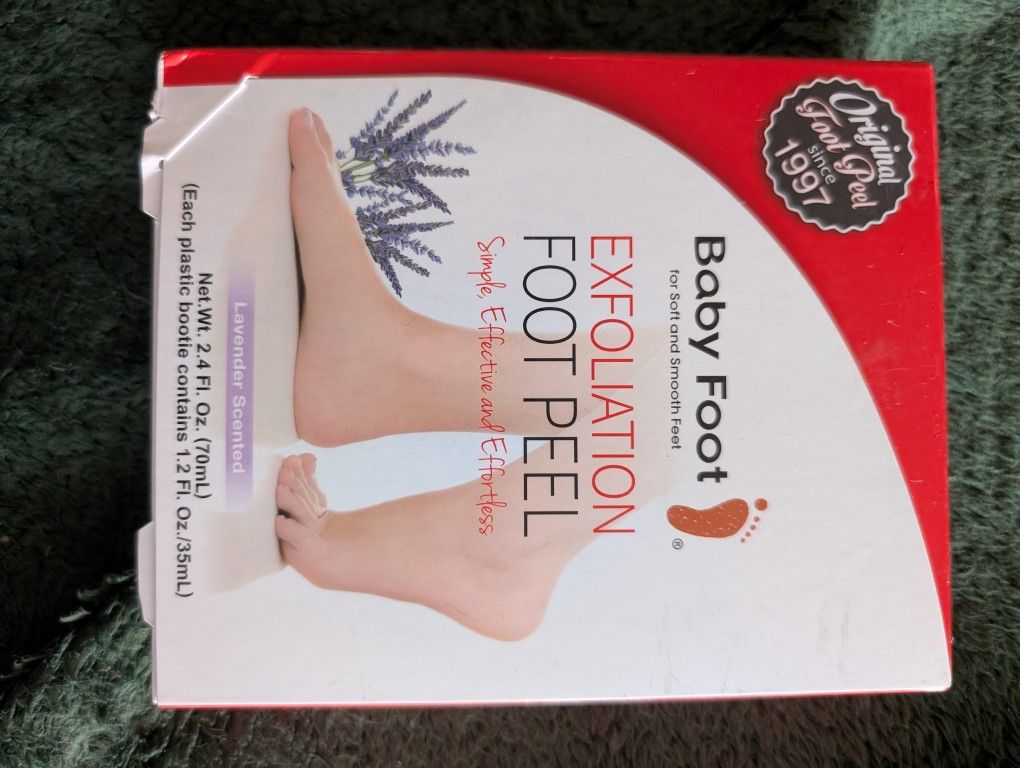 Original
Foot Peel
since
1997
Baby Foot
®
for Soft and Smooth Feet
EXFOLIATION
FOOT PEEL
Simple, Effective and Effortless
Lavender Scented
Net.Wt. 2.4 Fl. Oz. (70mL)
(Each plastic bootie contains 1.2 Fl. Oz./35mL)